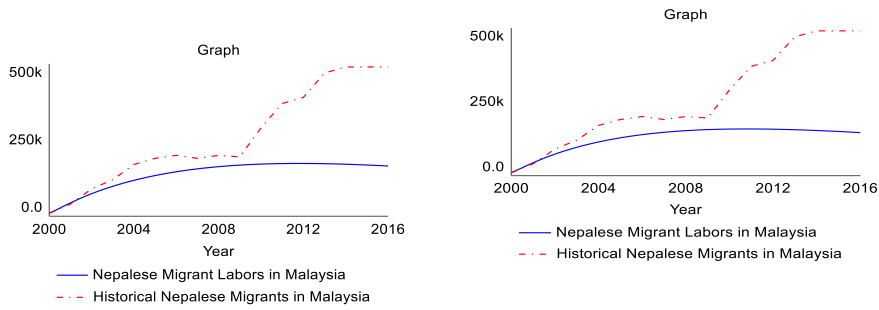 Graph
500k
250k
0.0
2000 2004 2008 2012 2016
Year
Nepalese Migrant Labors in Malaysia
Historical Nepalese Migrants in Malaysia
Graph
500k
250k
0.0
2000 2004 2008 2012 2016
Year
Nepalese Migrant Labors in Malaysia
Historical Nepalese Migrants in Malaysia